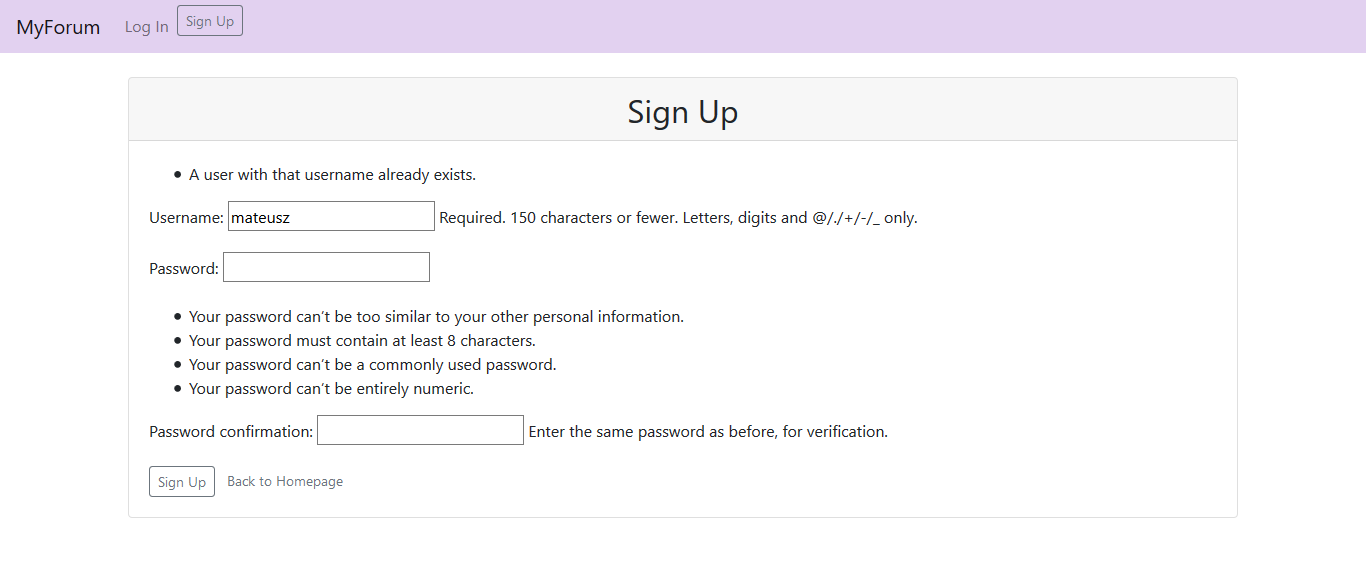 MyForum Log In Sign Up
Sign Up
A user with that username already exists.
Username: mateusz Required. 150 characters or fewer. Letters, digits and @/./+/-/_ only.
Password:
Your password can’t be too similar to your other personal information.
Your password must contain at least 8 characters.
Your password can’t be a commonly used password.
Your password can’t be entirely numeric.
Password confirmation: Enter the same password as before, for verification.
Sign Up Back to Homepage